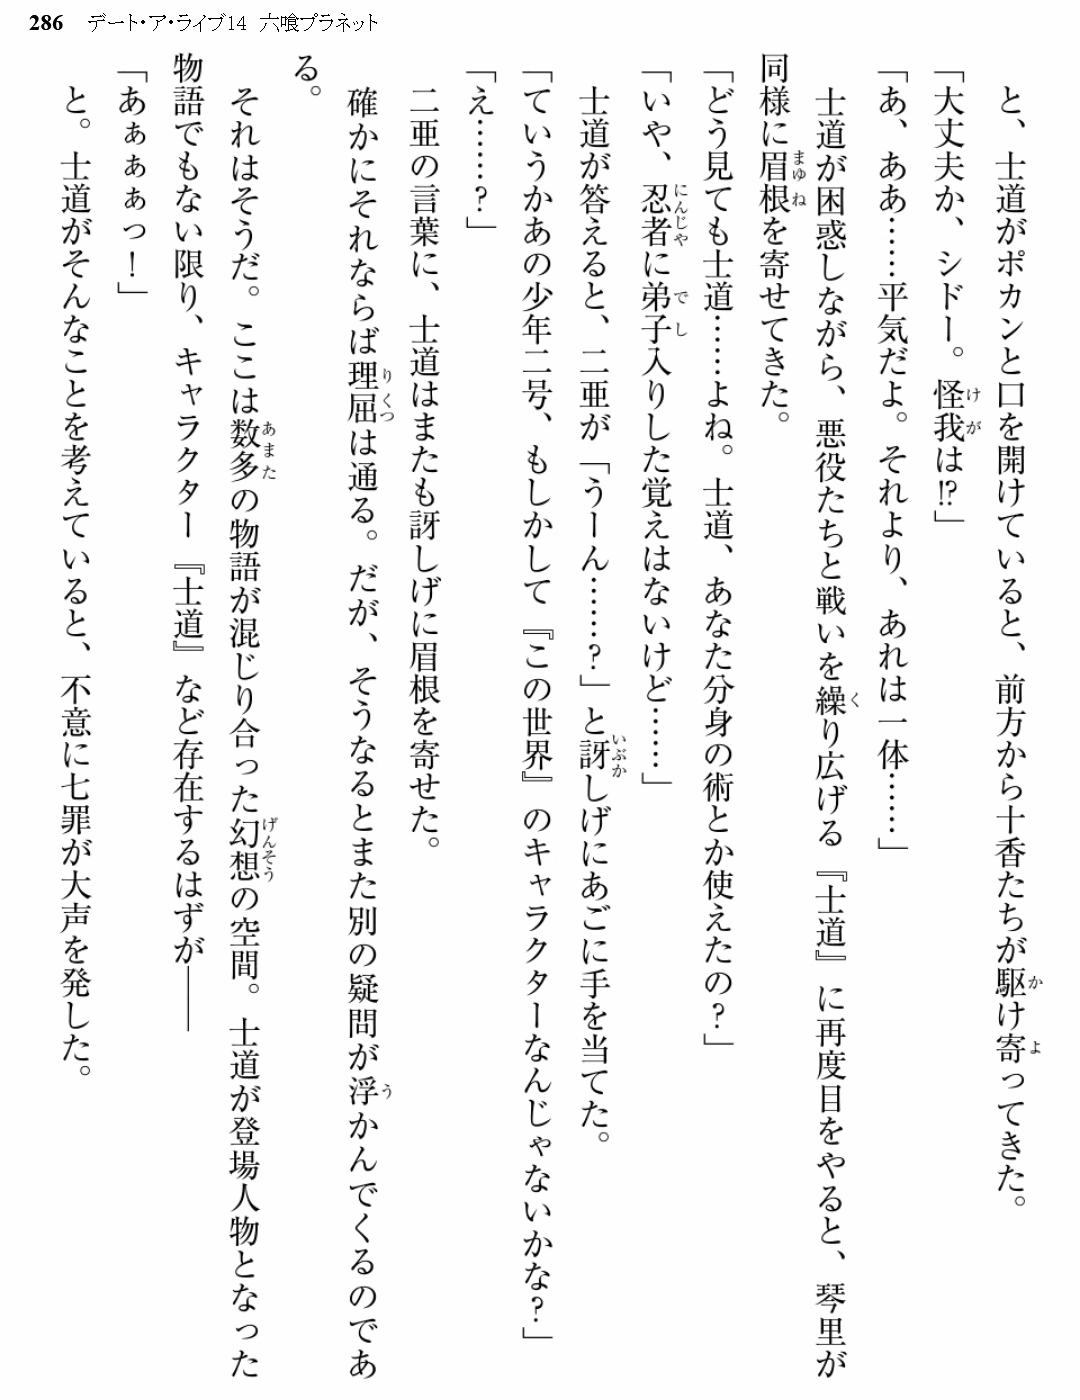 286 デート・ア・ライブ14 六喰プラネット
と、士道がポカンと口を開けていると、前方から十香たちが駆け寄ってきた。
「大丈夫か、シドー。怪我は!?」
「あ、ああ……平気だよ。それより、あれは一体……」
士道が困惑しながら、悪役たちと戦いを繰り広げる『士道』に再度目をやると、琴里が
同様に眉根を寄せてきた。
「どう見ても士道……よね。士道、あなた分身の術とか使えたの?」
「いや、忍者に弟子入りした覚えはないけど……」
士道が答えると、二亜が「うーん……?」と訝しげにあごに手を当てた。
「ていうかあの少年二号、もしかして『この世界』のキャラクターなんじゃないかな?」
「え……?」
二亜の言葉に、士道はまたも訝しげに眉根を寄せた。
確かにそれならば理屈は通る。だが、そうなるとまた別の疑問が浮かんでくるのであ
る。
それはそうだ。ここは数多の物語が混じり合った幻想の空間。士道が登場人物となった
物語でもない限り、キャラクター『士道』など存在するはずが――
「あぁぁぁっ!」
と。士道がそんなことを考えていると、不意に七罪が大声を発した。